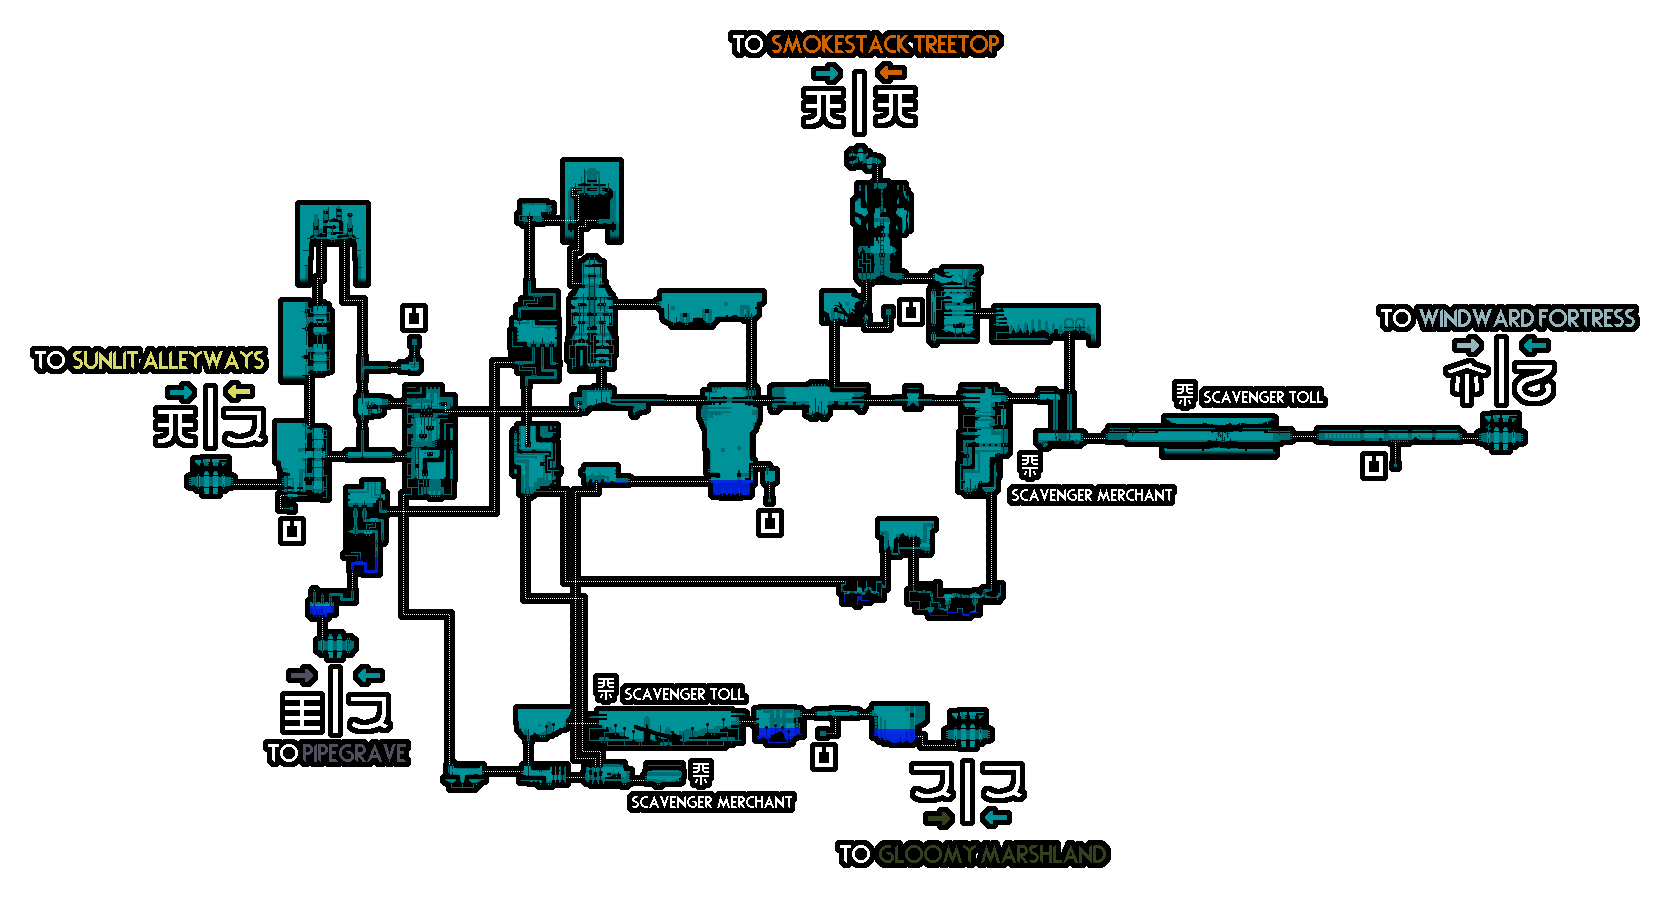 TO SMOKESTACK TREETOP
TO WINDWARD FORTRESS
TO SUNLIT ALLEYWAYS
SCAVENGER TOLL
SCAVENGER MERCHANT
SCAVENGER TOLL
TO PIPEGRAVE
SCAVENGER MERCHANT
TO GLOOMY MARSHLAND